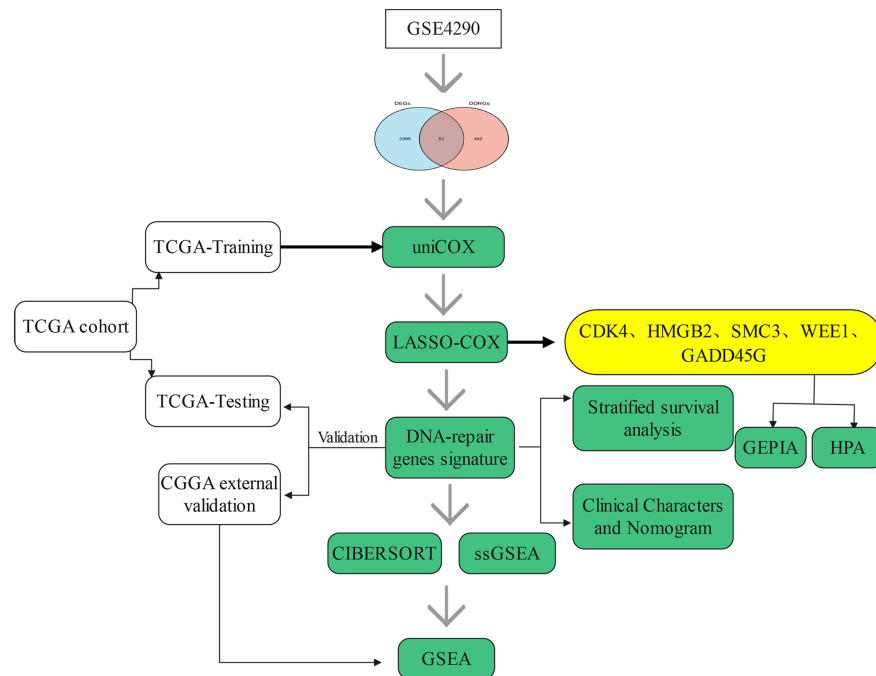 GSE4290
DEGs
DDRGs
2399
51
462
TCGA-Training
uniCOX
TCGA cohort
LASSO-COX
CDK4、HMGB2、SMC3、WEE1、
GADD45G
TCGA-Testing
Validation
DNA-repair
genes signature
Stratified survival
analysis
GEPIA
HPA
CGGA external
validation
Clinical Characters
and Nomogram
CIBERSORT
ssGSEA
GSEA